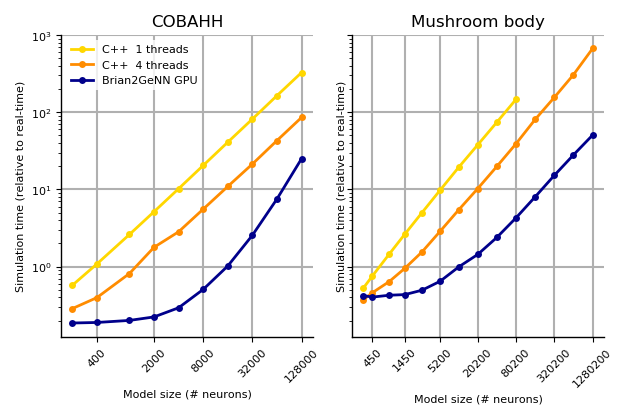 COBAHH
Simulation time (relative to real-time)
10³
10²
10¹
10⁰
C++ 1 threads
C++ 4 threads
Brian2GeNN GPU
400
2000
8000
32000
128000
Model size (# neurons)
Mushroom body
Simulation time (relative to real-time)
450
1450
5200
20200
80200
320200
1280200
Model size (# neurons)